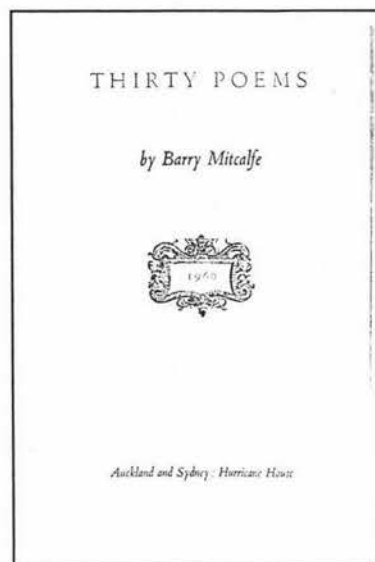 THIRTY POEMS
by Barry Mitcalfe
1960
Auckland and Sydney: Hurricane House